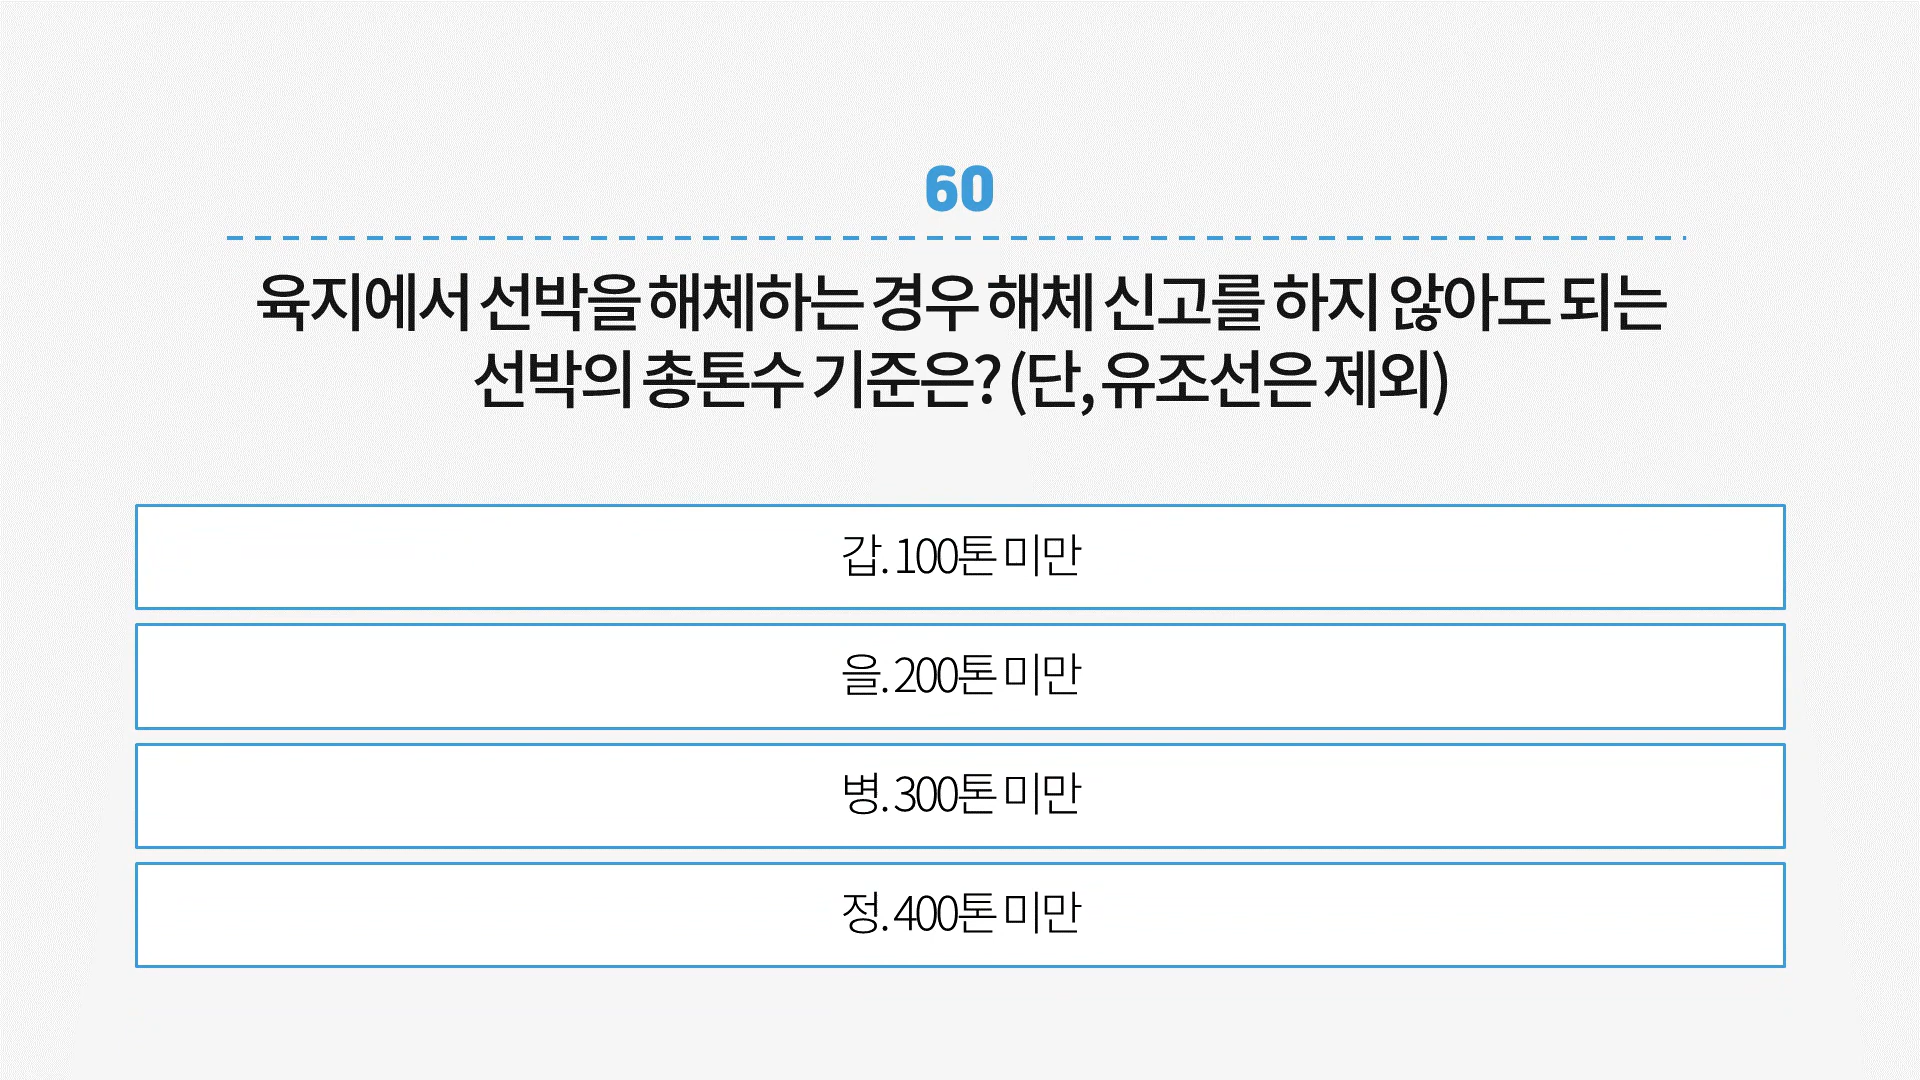 60
육지에서 선박을 해체하는 경우 해체 신고를 하지 않아도 되는
선박의 총톤수 기준은? (단, 유조선은 제외)
갑. 100톤 미만
을. 200톤 미만
병. 300톤 미만
정. 400톤 미만